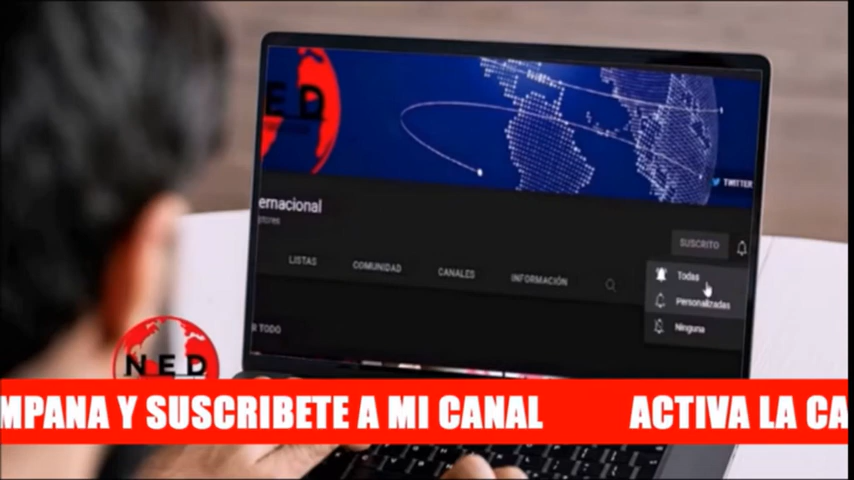 ED
TWITTER
ernacional
SUSCRITO
LISTAS
COMUNIDAD
CANALES
INFORMACIÓN
Todas
Personalizadas
Ninguna
R TODO
NED
MPANA Y SUSCRIBETE A MI CANAL
ACTIVA LA CA